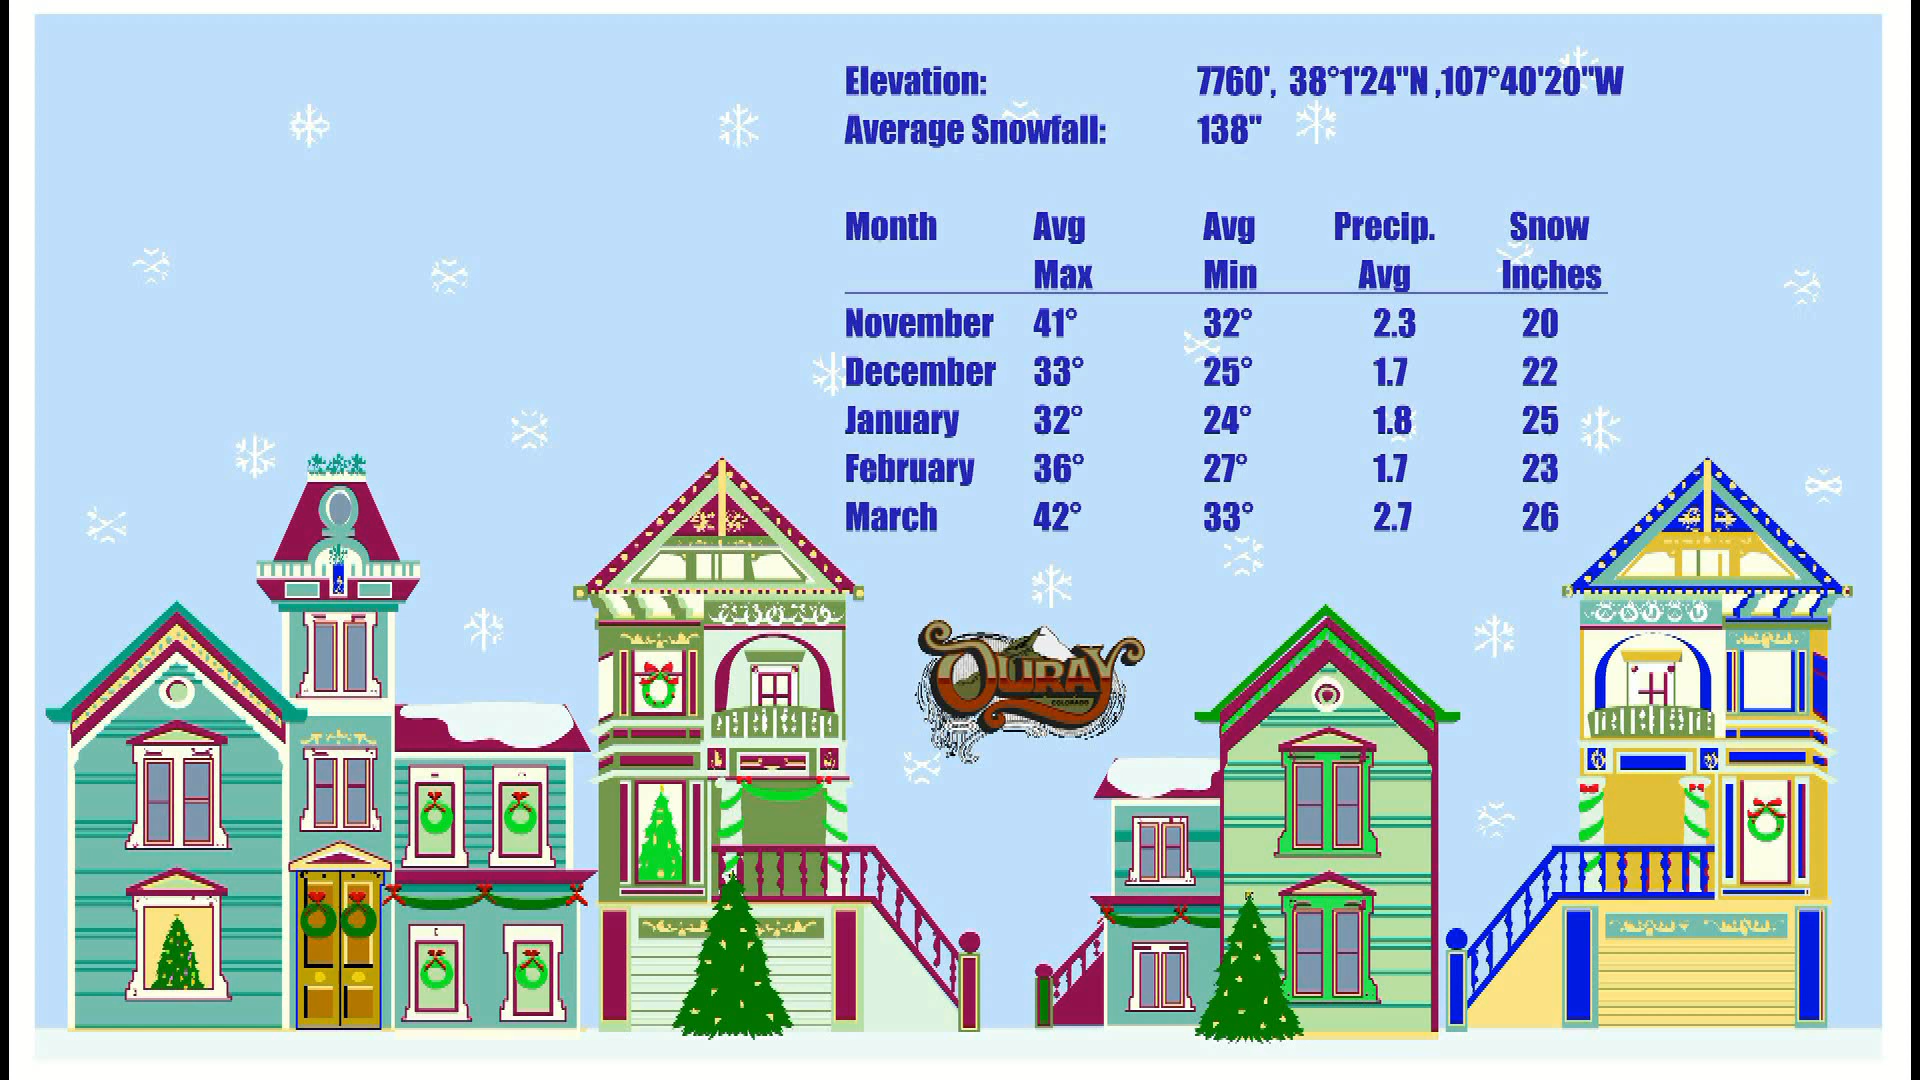 Elevation: 7760', 38°1'24"N ,107°40'20"W
Average Snowfall: 138"
Month Avg Avg Precip. Snow
Max Min Avg Inches
November 41° 32° 2.3 20
December 33° 25° 1.7 22
January 32° 24° 1.8 25
February 36° 27° 1.7 23
March 42° 33° 2.7 26
OURAY
COLORADO